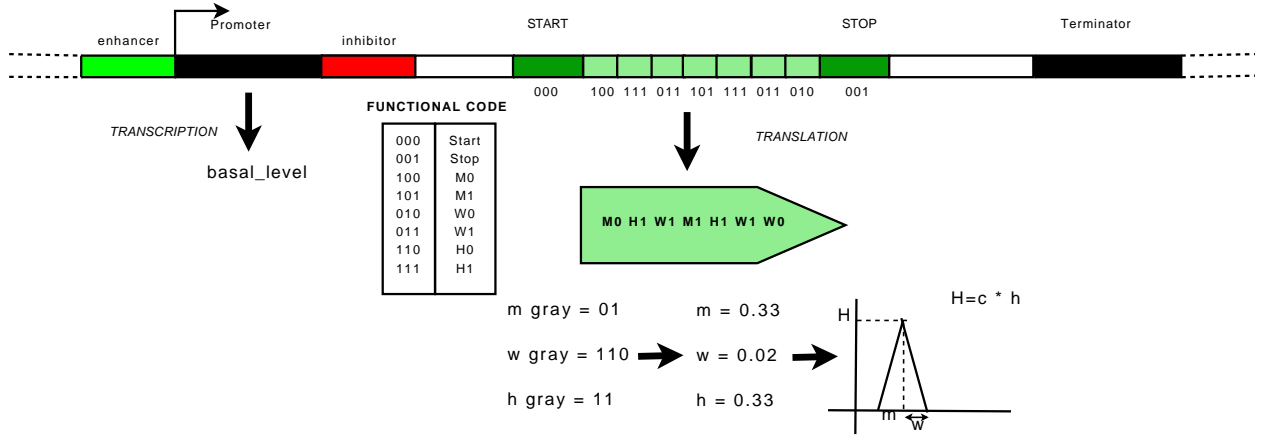 Promoter START STOP Terminator
enhancer inhibitor
000 100 111 011 101 111 011 010 001
FUNCTIONAL CODE
TRANSCRIPTION TRANSLATION
basal_level
000 Start
001 Stop
100 M0
101 M1
010 W0
011 W1
110 H0
111 H1
M0 H1 W1 M1 H1 W1 W0
H=c * h
m gray = 01 m = 0.33 H
w gray = 110 w = 0.02
h gray = 11 h = 0.33
m w